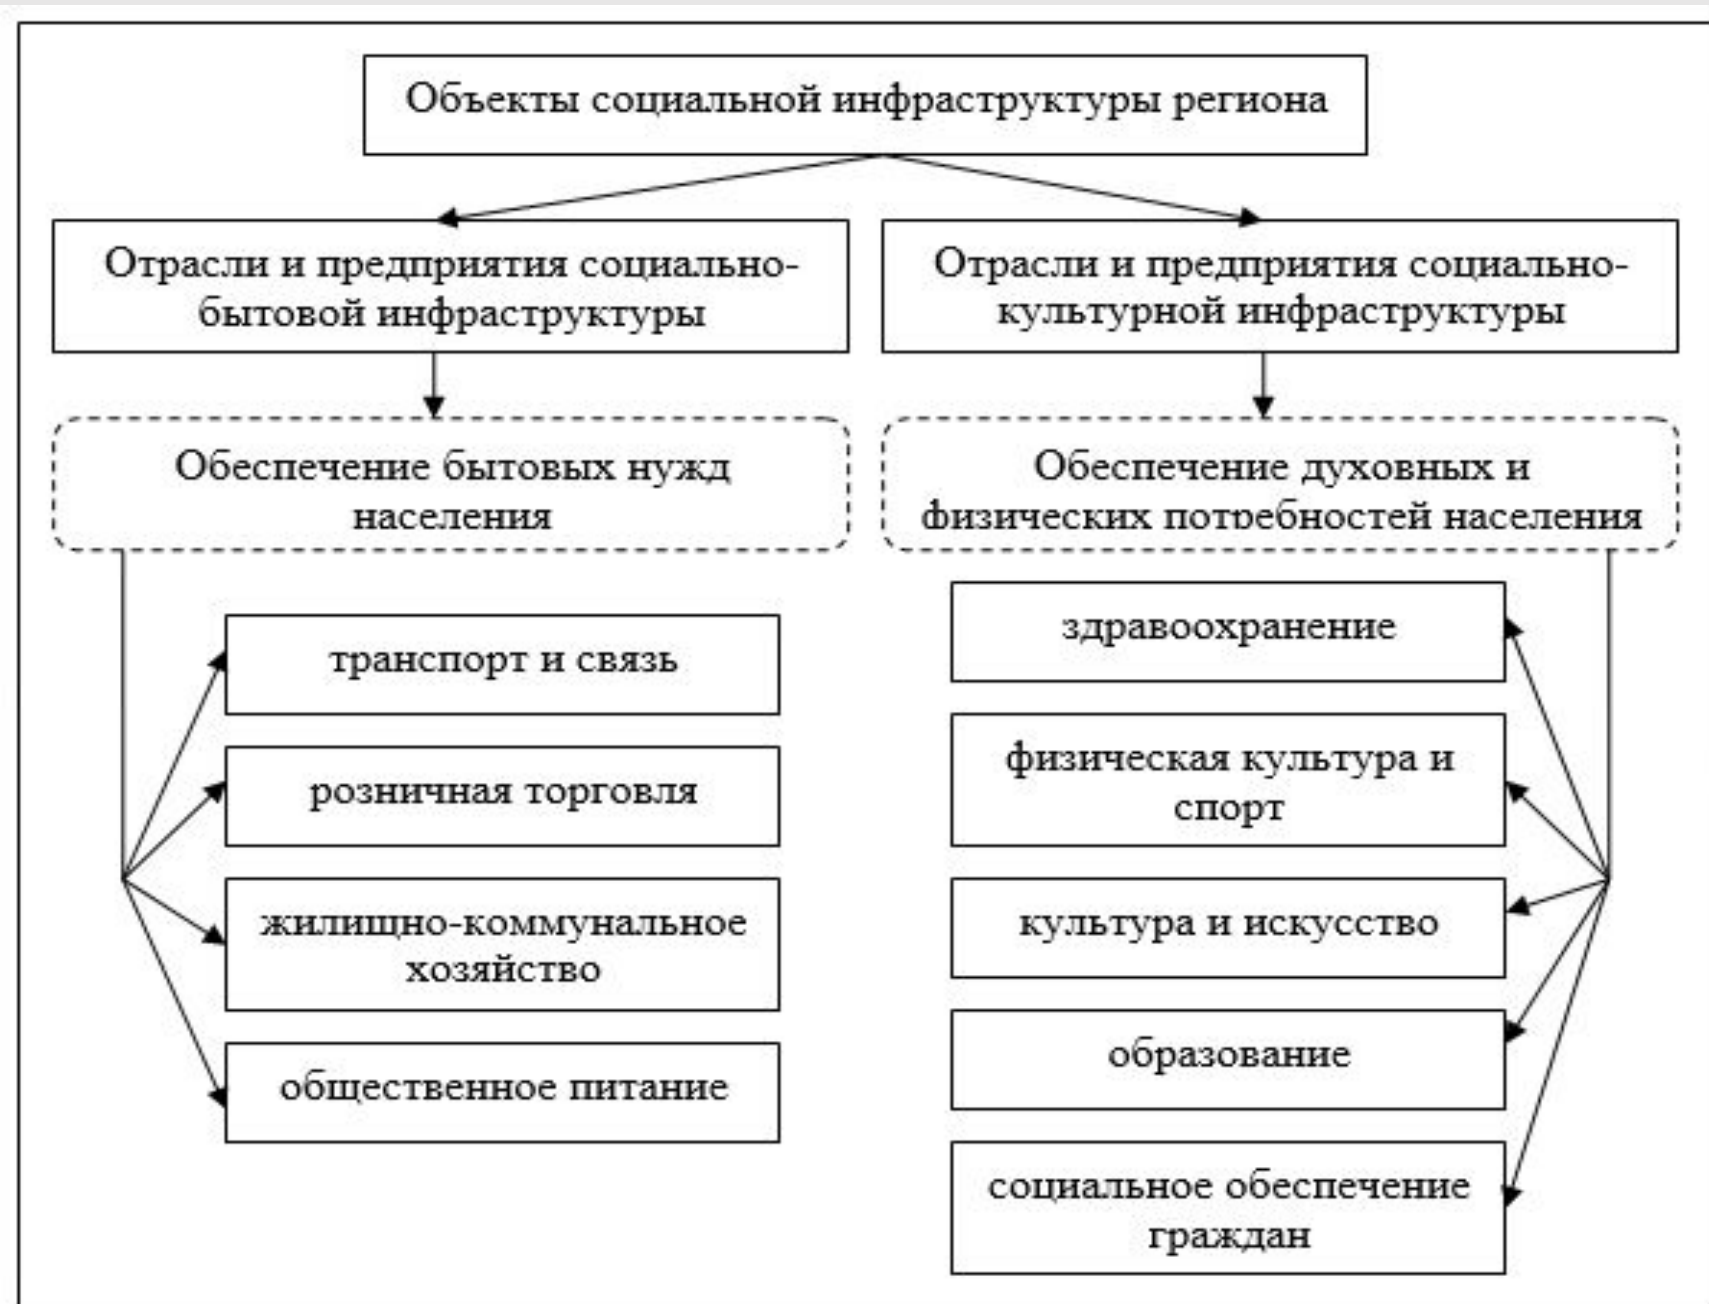 Объекты социальной инфраструктуры региона
Отрасли и предприятия социально-
бытовой инфраструктуры
Отрасли и предприятия социально-
культурной инфраструктуры
Обеспечение бытовых нужд
населения
Обеспечение духовных и
физических потребностей населения
транспорт и связь
розничная торговля
жилищно-коммунальное
хозяйство
общественное питание
здравоохранение
физическая культура и
спорт
культура и искусство
образование
социальное обеспечение
граждан